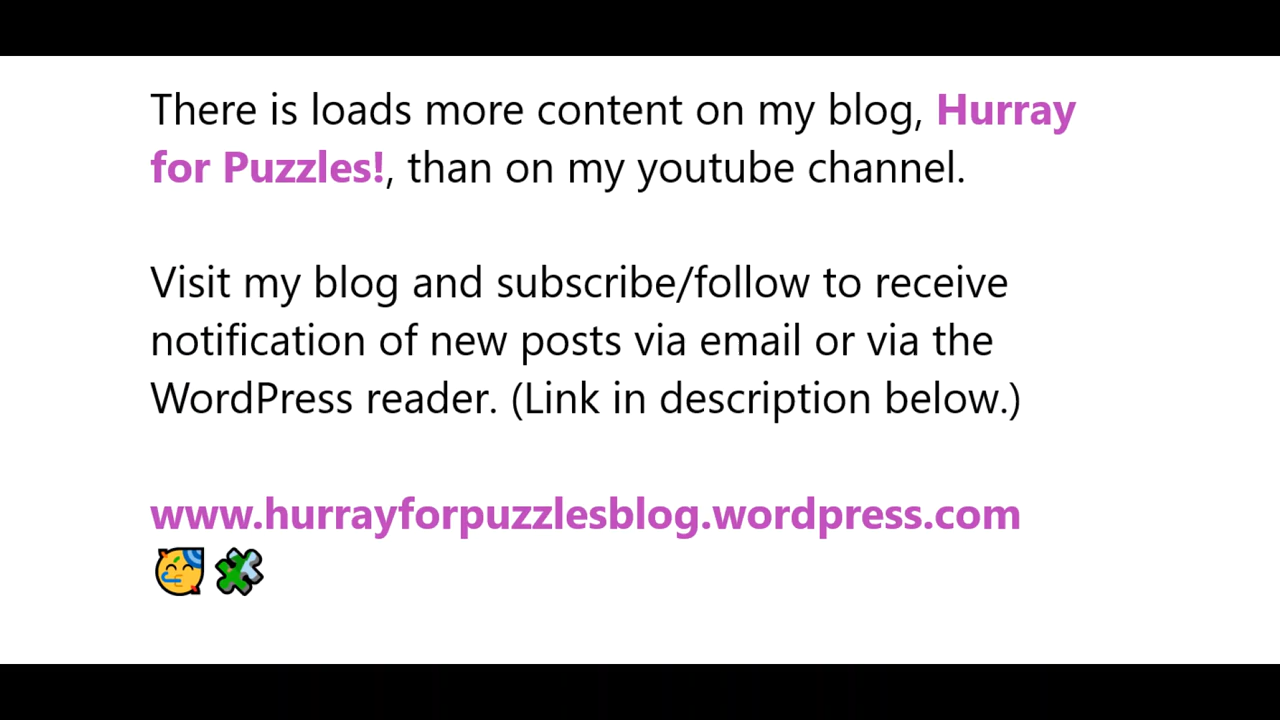 There is loads more content on my blog, Hurray
for Puzzles!, than on my youtube channel.
Visit my blog and subscribe/follow to receive
notification of new posts via email or via the
WordPress reader. (Link in description below.)
www.hurrayforpuzzlesblog.wordpress.com
🥳🧩